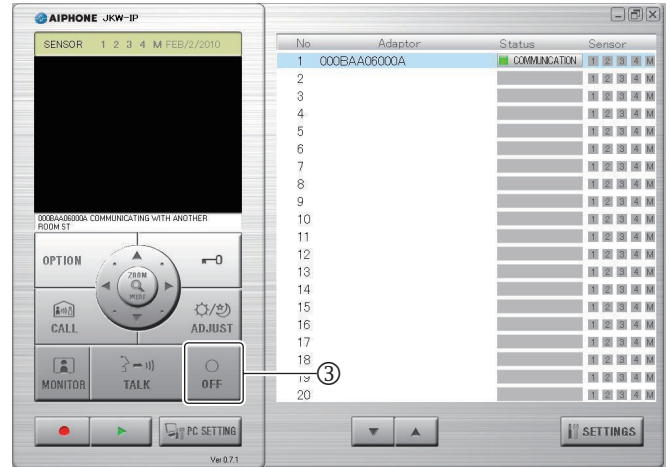 AIPHONE JKW-IP
SENSOR 1 2 3 4 M FEB/2/2010
000BAA06000A COMMUNICATING WITH ANOTHER
ROOM ST
OPTION
ZOOM
WIDE
CALL
ADJUST
MONITOR
TALK
OFF
PC SETTING
Ver 0.7.1
No Adaptor Status Sensor
1 000BAA06000A COMMUNICATION 1 2 3 4 M
2 1 2 3 4 M
3 1 2 3 4 M
4 1 2 3 4 M
5 1 2 3 4 M
6 1 2 3 4 M
7 1 2 3 4 M
8 1 2 3 4 M
9 1 2 3 4 M
10 1 2 3 4 M
11 1 2 3 4 M
12 1 2 3 4 M
13 1 2 3 4 M
14 1 2 3 4 M
15 1 2 3 4 M
16 1 2 3 4 M
17 1 2 3 4 M
18 1 2 3 4 M
③
19 1 2 3 4 M
20 1 2 3 4 M
SETTINGS